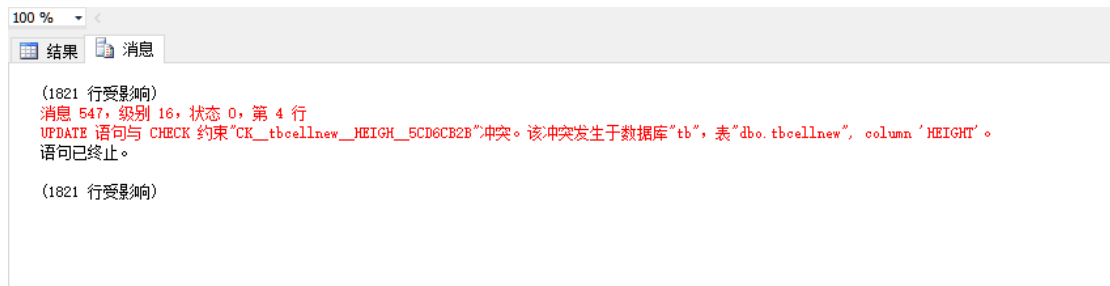 100 %
结果 消息
(1821 行受影响)
消息 547，级别 16，状态 0，第 4 行
UPDATE 语句与 CHECK 约束"CK__tbcellnew__HEIGH__5CD6CB2B"冲突。该冲突发生于数据库"tb"，表"dbo.tbcellnew", column 'HEIGHT'。
语句已终止。
(1821 行受影响)